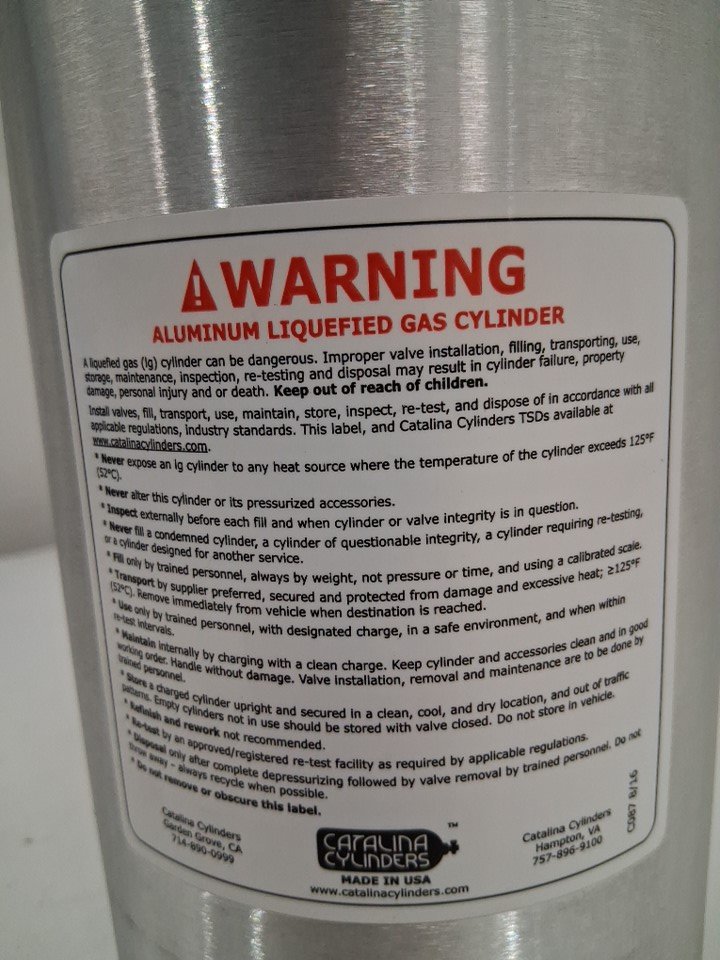 WARNING
ALUMINUM LIQUEFIED GAS CYLINDER
A liquefied gas (lg) cylinder can be dangerous. Improper valve installation, filling, transporting, use,
storage, maintenance, inspection, re-testing and disposal may result in cylinder failure, property
damage, personal injury and or death. Keep out of reach of children.
Install valves, fill, transport, use, maintain, store, inspect, re-test, and dispose of in accordance with all
applicable regulations, industry standards. This label, and Catalina Cylinders TSDs available at
www.catalinacylinders.com.
* Never expose an lg cylinder to any heat source where the temperature of the cylinder exceeds 125°F
(52°C).
* Never alter this cylinder or its pressurized accessories.
* Inspect externally before each fill and when cylinder or valve integrity is in question.
* Never fill a condemned cylinder, a cylinder of questionable integrity, a cylinder requiring re-testing,
or a cylinder designed for another service.
* Fill only by trained personnel, always by weight, not pressure or time, and using a calibrated scale.
* Transport by supplier preferred, secured and protected from damage and excessive heat; ≥125°F
(52°C). Remove immediately from vehicle when destination is reached.
* Use only by trained personnel, with designated charge, in a safe environment, and when within
re-test intervals.
* Maintain internally by charging with a clean charge. Keep cylinder and accessories clean and in good
working order. Handle without damage. Valve installation, removal and maintenance are to be done by
trained personnel.
* Store a charged cylinder upright and secured in a clean, cool, and dry location, and out of traffic
patterns. Empty cylinders not in use should be stored with valve closed. Do not store in vehicle.
* Refinish and rework not recommended.
* Re-test by an approved/registered re-test facility as required by applicable regulations.
* Disposal only after complete depressurizing followed by valve removal by trained personnel. Do not
throw away - always recycle when possible.
* Do not remove or obscure this label.
Catalina Cylinders
Garden Grove, CA
714-890-0999
CATALINA
CYLINDERS
™
MADE IN USA
www.catalinacylinders.com
Catalina Cylinders
Hampton, VA
757-896-9100
C087 8/16